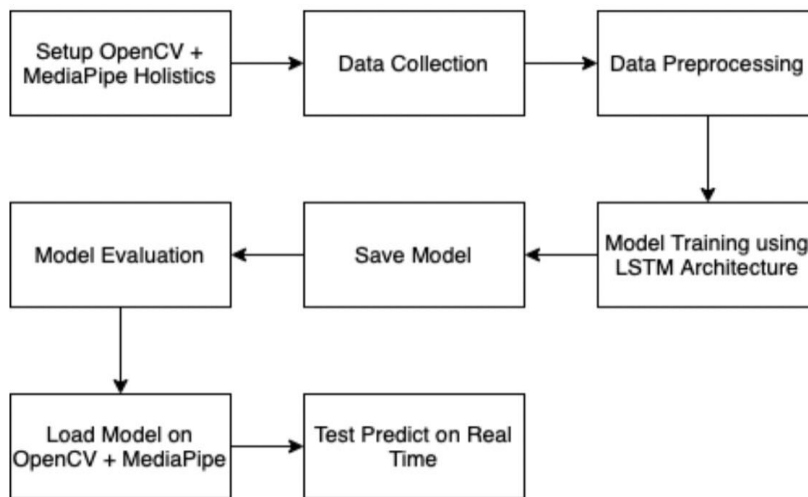 Setup OpenCV +
MediaPipe Holistics
Data Collection
Data Preprocessing
Model Training using
LSTM Architecture
Save Model
Model Evaluation
Load Model on
OpenCV + MediaPipe
Test Predict on Real
Time